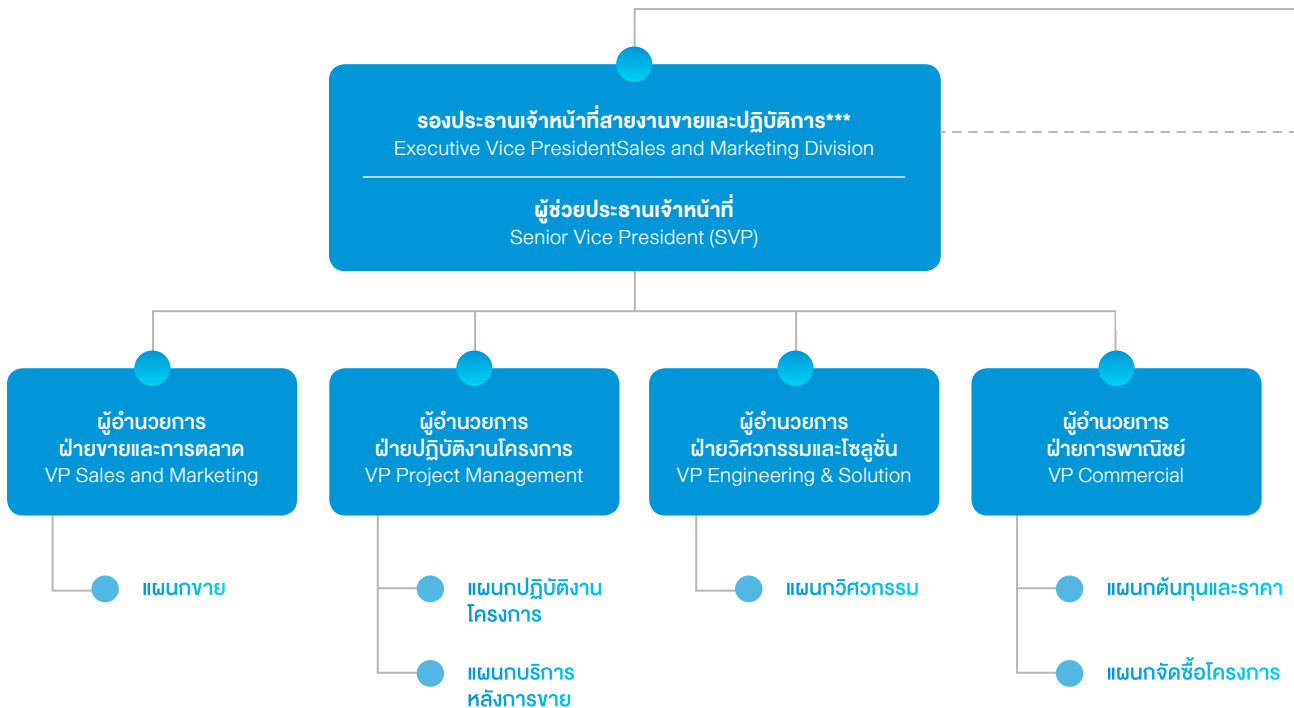 รองประธานเจ้าหน้าที่สายงานขายและปฏิบัติการ***
Executive Vice PresidentSales and Marketing Division
ผู้ช่วยประธานเจ้าหน้าที่
Senior Vice President (SVP)
ผู้อำนวยการ
ฝ่ายขายและการตลาด
VP Sales and Marketing
ผู้อำนวยการ
ฝ่ายปฏิบัติงานโครงการ
VP Project Management
ผู้อำนวยการ
ฝ่ายวิศวกรรมและโซลูชั่น
VP Engineering & Solution
ผู้อำนวยการ
ฝ่ายการพาณิชย์
VP Commercial
แผนกขาย
แผนกปฏิบัติงาน
โครงการ
แผนกบริการ
หลังการขาย
แผนกวิศวกรรม
แผนกต้นทุนและราคา
แผนกจัดซื้อโครงการ